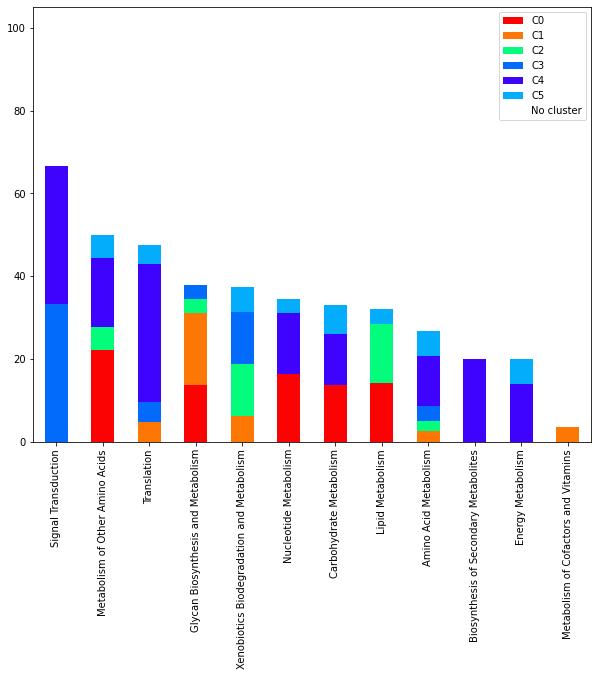 100
80
60
40
20
0
C0
C1
C2
C3
C4
C5
No cluster
Signal Transduction
Metabolism of Other Amino Acids
Translation
Glycan Biosynthesis and Metabolism
Xenobiotics Biodegradation and Metabolism
Nucleotide Metabolism
Carbohydrate Metabolism
Lipid Metabolism
Amino Acid Metabolism
Biosynthesis of Secondary Metabolites
Energy Metabolism
Metabolism of Cofactors and Vitamins